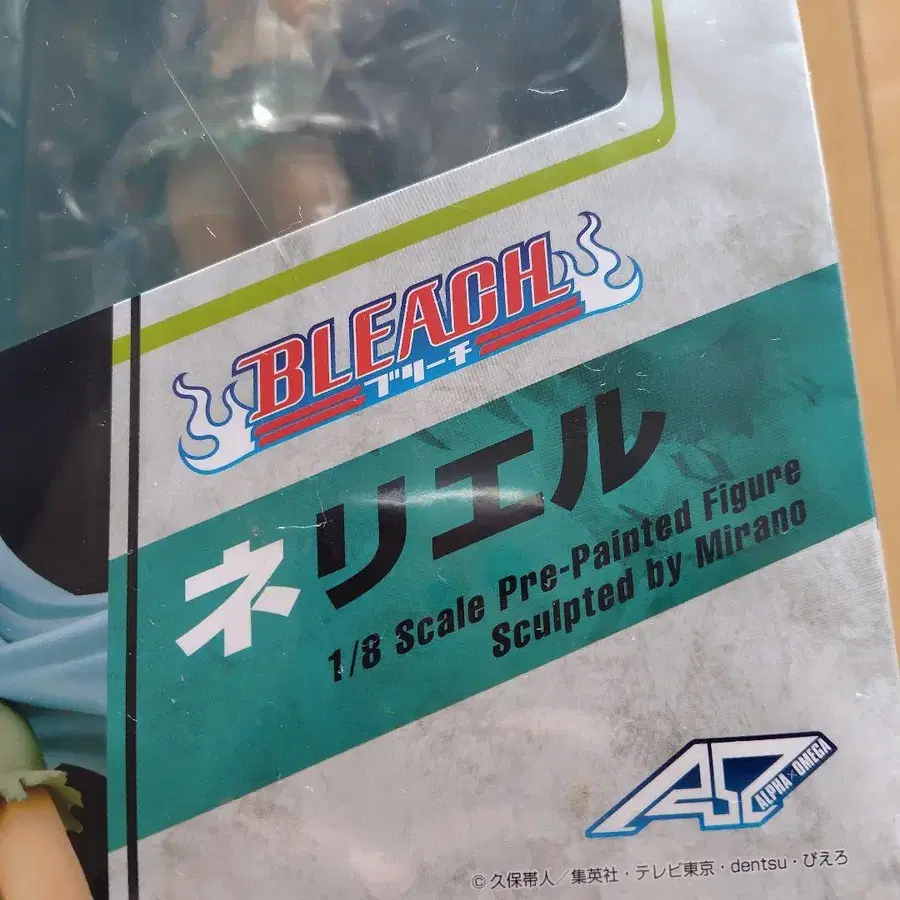 BLEACH
ブリーチ
ネリエル
1/8 Scale Pre-Painted Figure
Sculpted by Mirano
AΩ
ALPHA×OMEGA
©久保帯人／集英社・テレビ東京・dentsu・ぴえろ